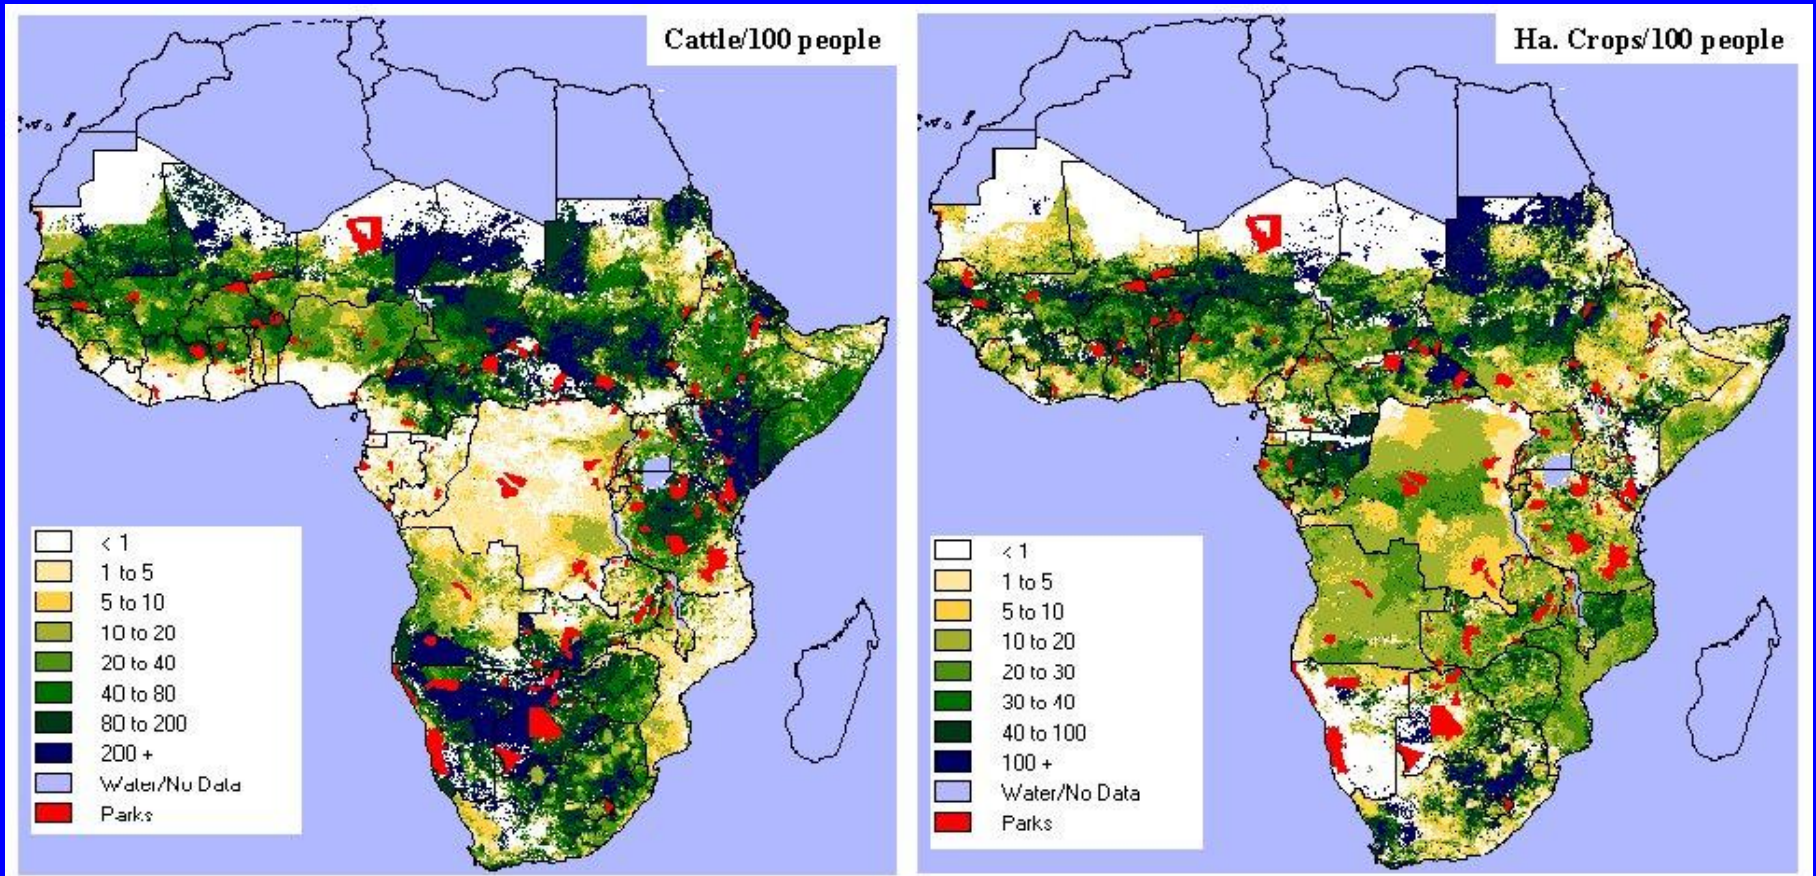 Cattle/100 people
< 1
1 to 5
5 to 10
10 to 20
20 to 40
40 to 80
80 to 200
200 +
Water/No Data
Parks
Ha. Crops/100 people
< 1
1 to 5
5 to 10
10 to 20
20 to 30
30 to 40
40 to 100
100 +
Water/No Data
Parks